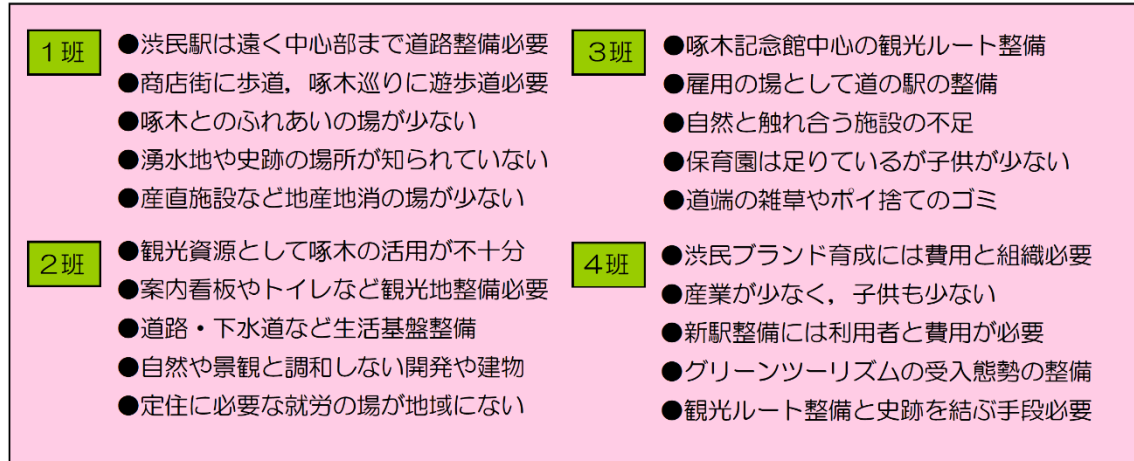 1班
●渋民駅は遠く中心部まで道路整備必要
●商店街に歩道，啄木巡りに遊歩道必要
●啄木とのふれあいの場が少ない
●湧水地や史跡の場所が知られていない
●産直施設など地産地消の場が少ない
2班
●観光資源として啄木の活用が不十分
●案内看板やトイレなど観光地整備必要
●道路・下水道など生活基盤整備
●自然や景観と調和しない開発や建物
●定住に必要な就労の場が地域にない
3班
●啄木記念館中心の観光ルート整備
●雇用の場として道の駅の整備
●自然と触れ合う施設の不足
●保育園は足りているが子供が少ない
●道端の雑草やポイ捨てのゴミ
4班
●渋民ブランド育成には費用と組織必要
●産業が少なく，子供も少ない
●新駅整備には利用者と費用が必要
●グリーンツーリズムの受入態勢の整備
●観光ルート整備と史跡を結ぶ手段必要